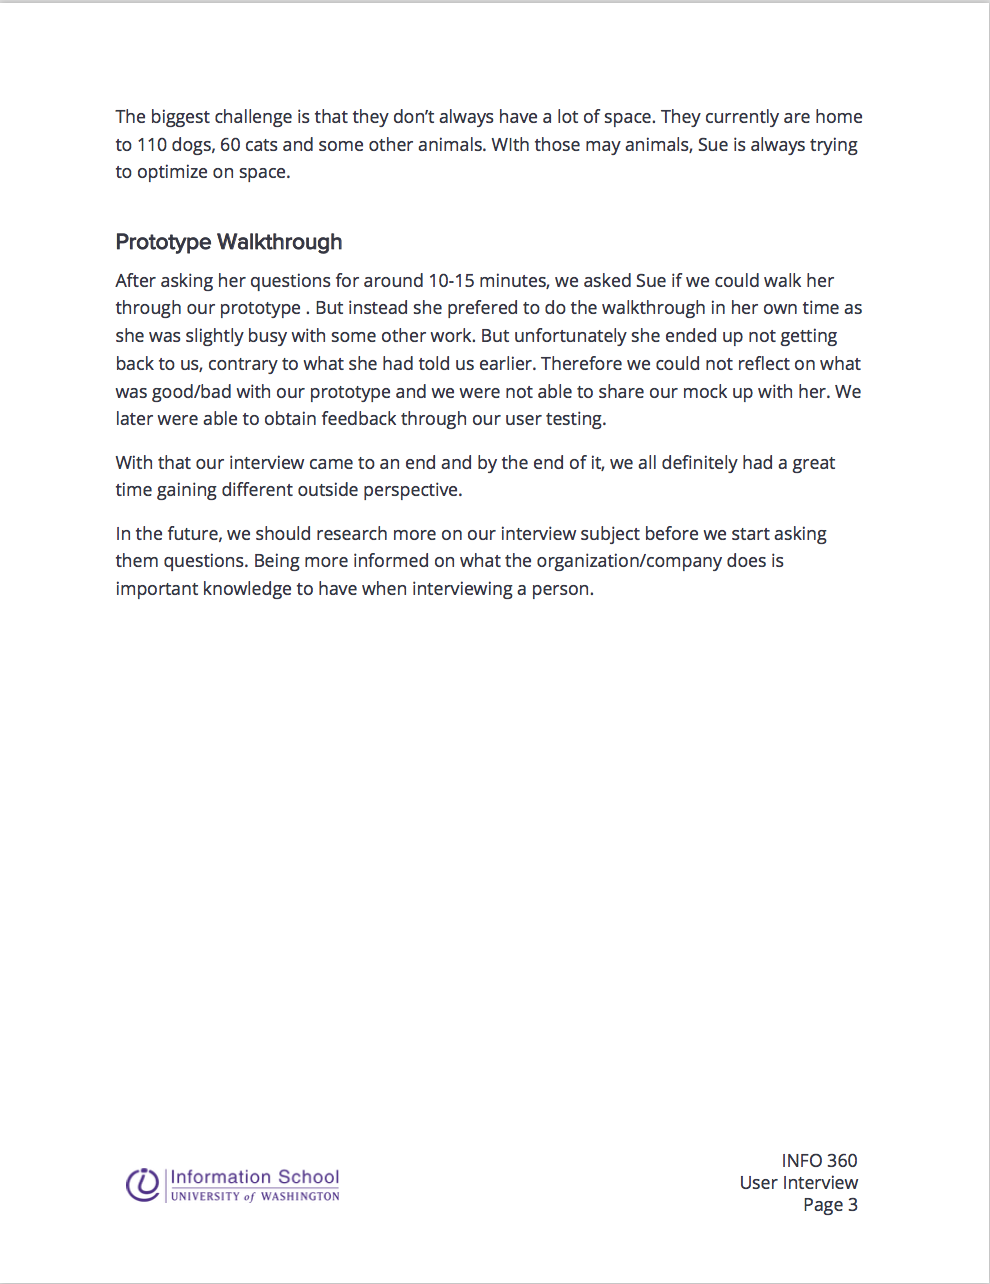 The biggest challenge is that they don’t always have a lot of space. They currently are home
to 110 dogs, 60 cats and some other animals. WIth those may animals, Sue is always trying
to optimize on space.
Prototype Walkthrough
After asking her questions for around 10-15 minutes, we asked Sue if we could walk her
through our prototype . But instead she prefered to do the walkthrough in her own time as
she was slightly busy with some other work. But unfortunately she ended up not getting
back to us, contrary to what she had told us earlier. Therefore we could not reflect on what
was good/bad with our prototype and we were not able to share our mock up with her. We
later were able to obtain feedback through our user testing.
With that our interview came to an end and by the end of it, we all definitely had a great
time gaining different outside perspective.
In the future, we should research more on our interview subject before we start asking
them questions. Being more informed on what the organization/company does is
important knowledge to have when interviewing a person.
Information School
UNIVERSITY of WASHINGTON
INFO 360
User Interview
Page 3